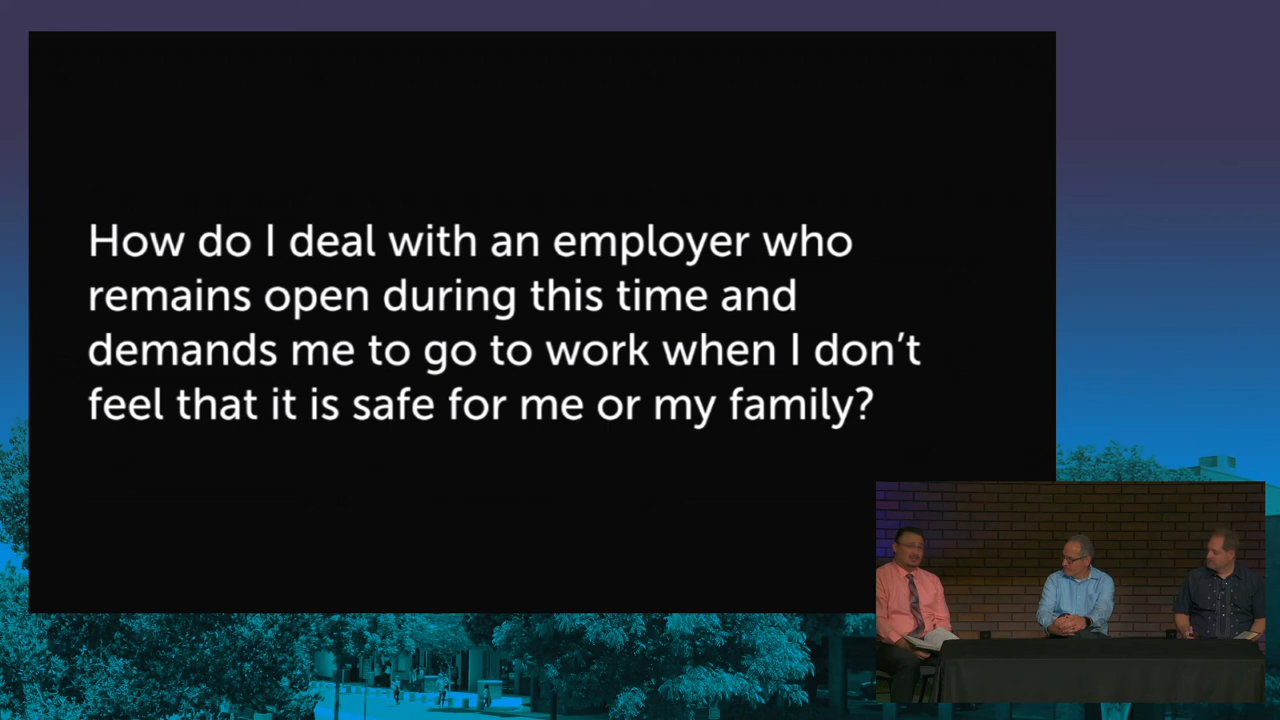 How do I deal with an employer who
remains open during this time and
demands me to go to work when I don’t
feel that it is safe for me or my family?